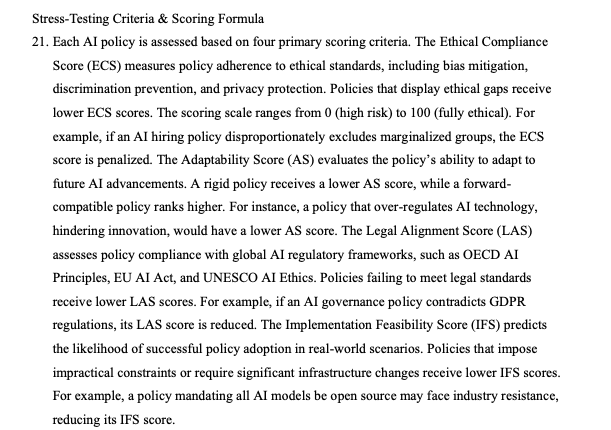 Stress-Testing Criteria & Scoring Formula
21. Each AI policy is assessed based on four primary scoring criteria. The Ethical Compliance
Score (ECS) measures policy adherence to ethical standards, including bias mitigation,
discrimination prevention, and privacy protection. Policies that display ethical gaps receive
lower ECS scores. The scoring scale ranges from 0 (high risk) to 100 (fully ethical). For
example, if an AI hiring policy disproportionately excludes marginalized groups, the ECS
score is penalized. The Adaptability Score (AS) evaluates the policy’s ability to adapt to
future AI advancements. A rigid policy receives a lower AS score, while a forward-
compatible policy ranks higher. For instance, a policy that over-regulates AI technology,
hindering innovation, would have a lower AS score. The Legal Alignment Score (LAS)
assesses policy compliance with global AI regulatory frameworks, such as OECD AI
Principles, EU AI Act, and UNESCO AI Ethics. Policies failing to meet legal standards
receive lower LAS scores. For example, if an AI governance policy contradicts GDPR
regulations, its LAS score is reduced. The Implementation Feasibility Score (IFS) predicts
the likelihood of successful policy adoption in real-world scenarios. Policies that impose
impractical constraints or require significant infrastructure changes receive lower IFS scores.
For example, a policy mandating all AI models be open source may face industry resistance,
reducing its IFS score.